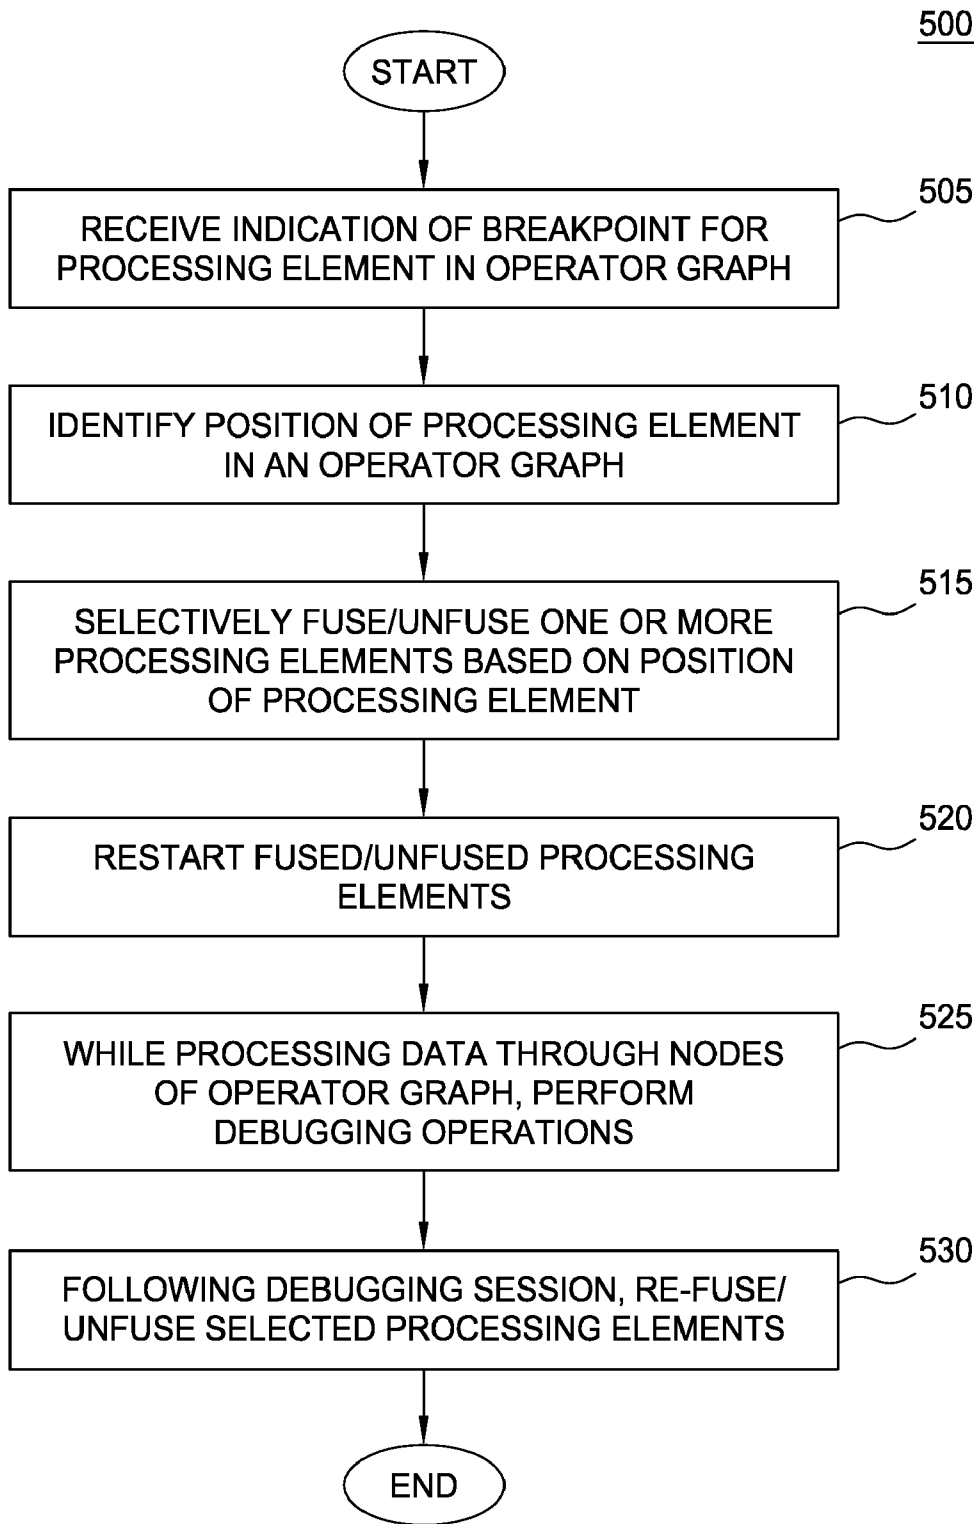 500
START
505
RECEIVE INDICATION OF BREAKPOINT FOR
PROCESSING ELEMENT IN OPERATOR GRAPH
510
IDENTIFY POSITION OF PROCESSING ELEMENT
IN AN OPERATOR GRAPH
515
SELECTIVELY FUSE/UNFUSE ONE OR MORE
PROCESSING ELEMENTS BASED ON POSITION
OF PROCESSING ELEMENT
520
RESTART FUSED/UNFUSED PROCESSING
ELEMENTS
525
WHILE PROCESSING DATA THROUGH NODES
OF OPERATOR GRAPH, PERFORM
DEBUGGING OPERATIONS
530
FOLLOWING DEBUGGING SESSION, RE-FUSE/
UNFUSE SELECTED PROCESSING ELEMENTS
END